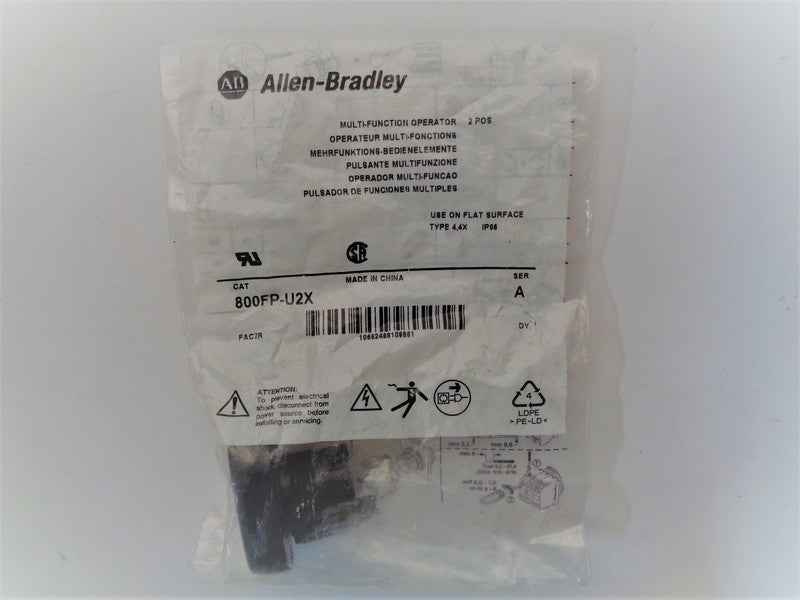 AB Allen-Bradley
MULTI-FUNCTION OPERATOR 2 POS
OPERATEUR MULTI-FONCTIONS
MEHRFUNKTIONS-BEDIENELEMENTE
PULSANTE MULTIFUNZIONE
OPERADOR MULTI-FUNCAO
PULSADOR DE FUNCIONES MULTIPLES
USE ON FLAT SURFACE
TYPE 4,4X IP66
MADE IN CHINA
CAT SER
800FP-U2X A
FAC7R DY
ATTENTION:
To prevent electrical
shock, disconnect from
power source before
installing or servicing.
4
LDPE
> PE-LD <